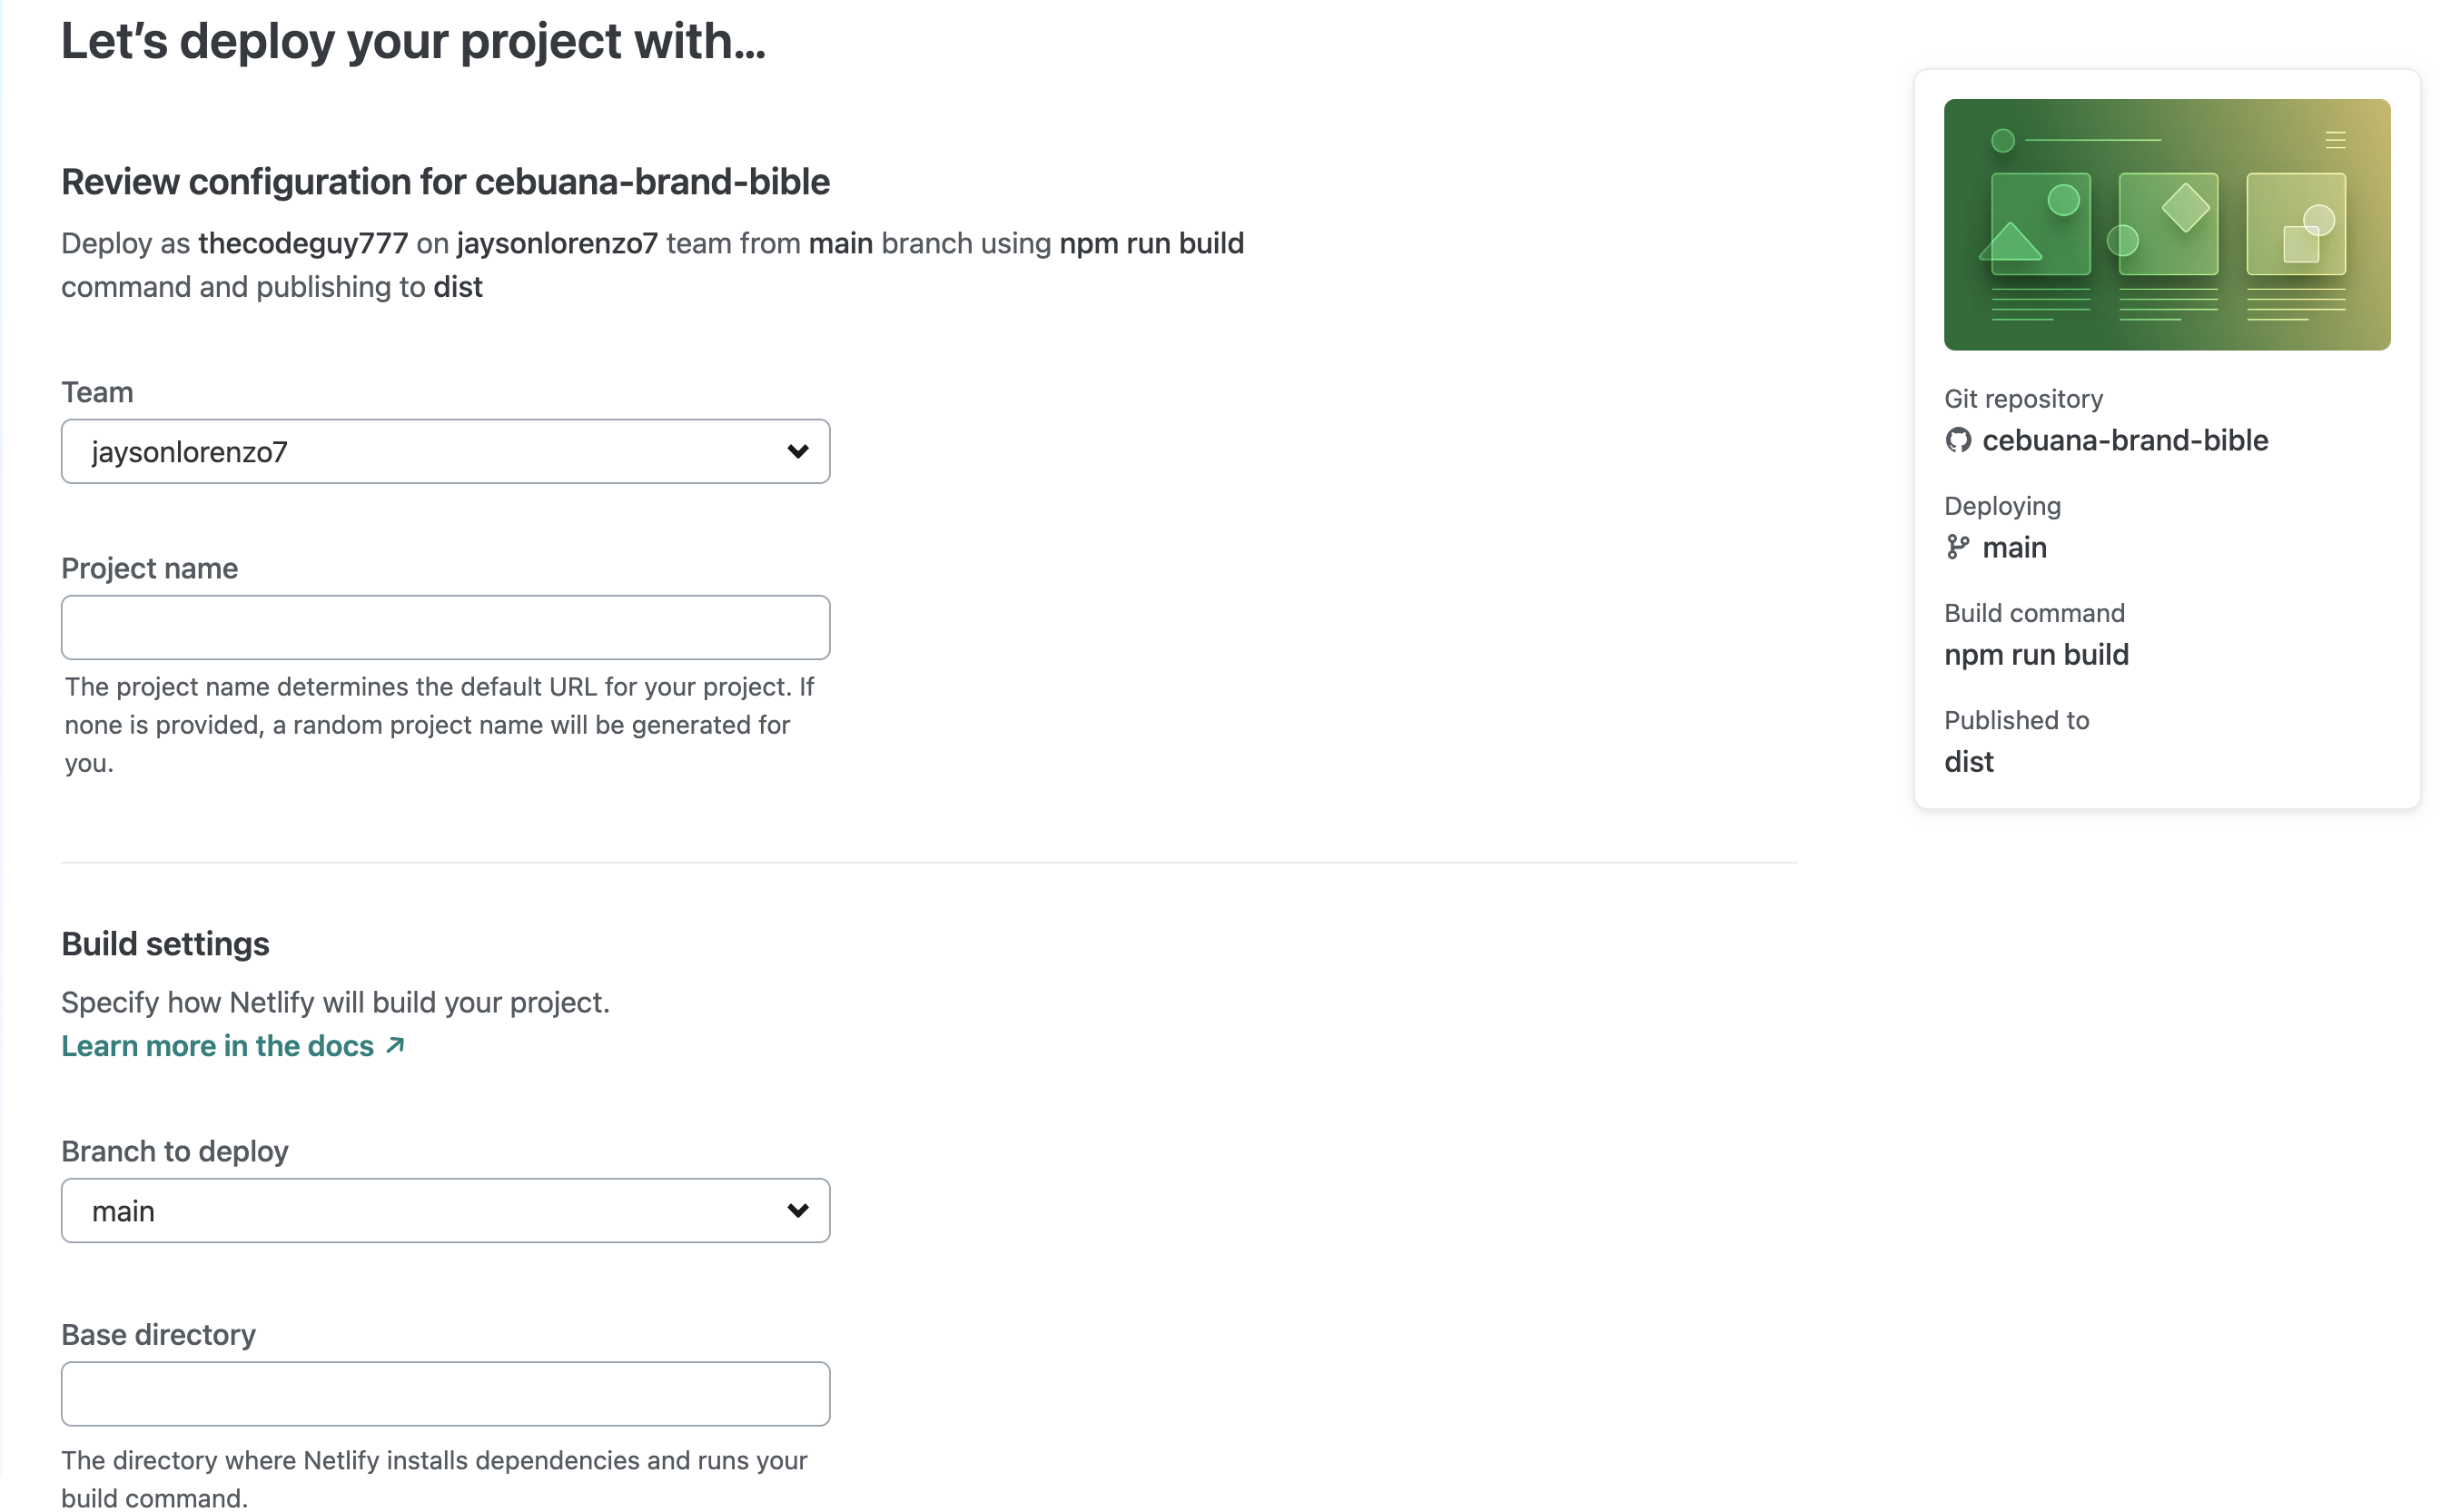 Let's deploy your project with...
Review configuration for cebuana-brand-bible
Deploy as thecodeguy777 on jaysonlorenzo7 team from main branch using npm run build
command and publishing to dist
Team
jaysonlorenzo7
Project name
The project name determines the default URL for your project. If
none is provided, a random project name will be generated for
you.
Build settings
Specify how Netlify will build your project.
Learn more in the docs ↗
Branch to deploy
main
Base directory
The directory where Netlify installs dependencies and runs your
build command.
Git repository
cebuana-brand-bible
Deploying
main
Build command
npm run build
Published to
dist